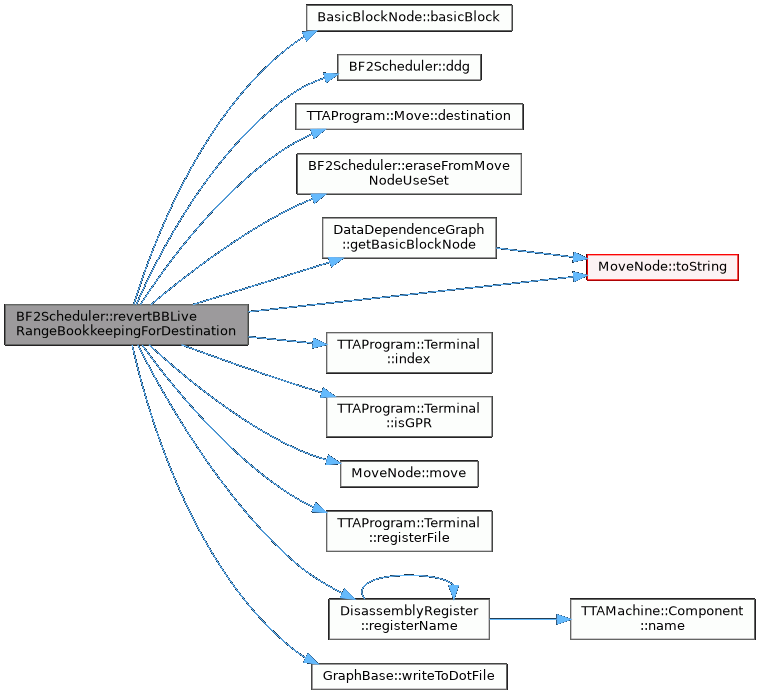 BasicBlockNode::basicBlock
BF2Scheduler::ddg
TTAProgram::Move::destination
BF2Scheduler::eraseFromMove
NodeUseSet
DataDependenceGraph
::getBasicBlockNode
MoveNode::toString
BF2Scheduler::revertBBLive
RangeBookkeepingForDestination
TTAProgram::Terminal
::index
TTAProgram::Terminal
::isGPR
MoveNode::move
TTAProgram::Terminal
::registerFile
DisassemblyRegister
::registerName
TTAMachine::Component
::name
GraphBase::writeToDotFile